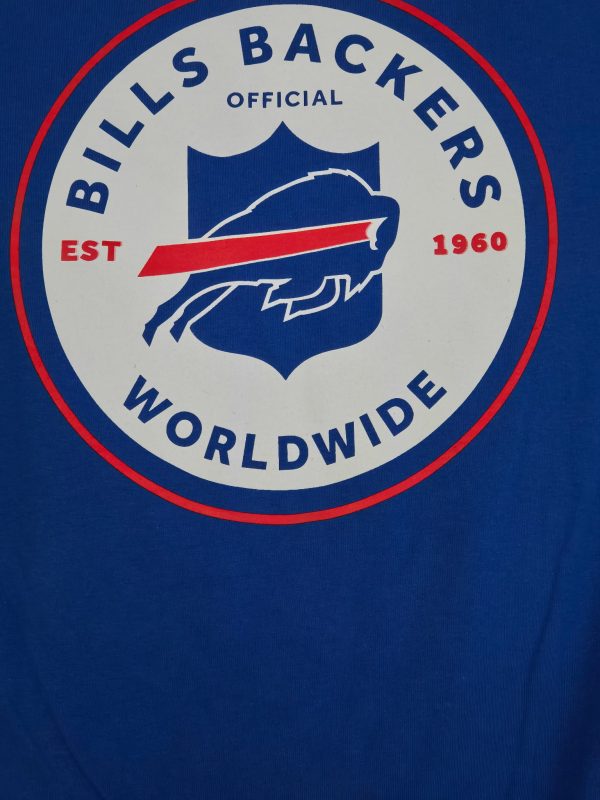 BILLS BACKERS
OFFICIAL
EST 1960
WORLDWIDE